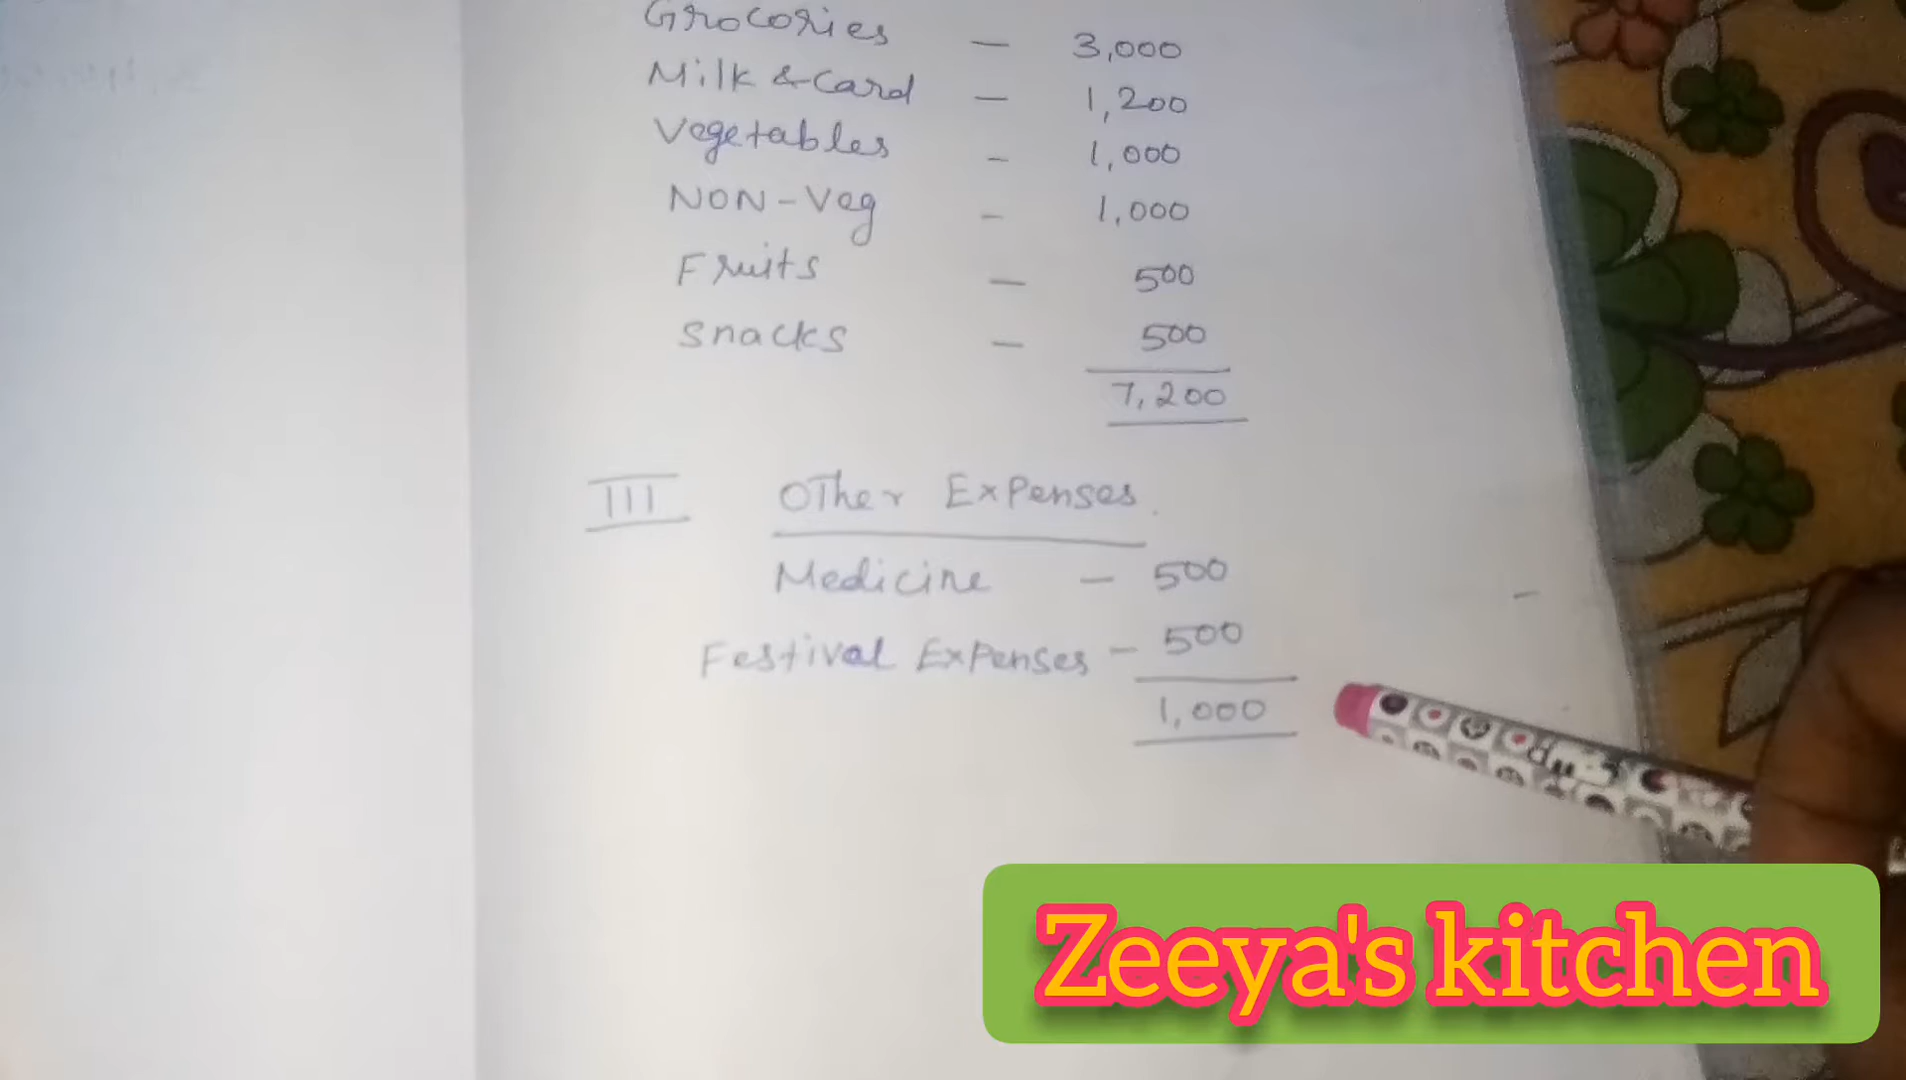 Grocories - 3,000
Milk & Card - 1,200
Vegetables - 1,000
NON-Veg - 1,000
Fruits - 500
Snacks - 500
7,200
III Other Expenses.
Medicine - 500
Festival Expenses - 500
1,000
Zeeya's kitchen